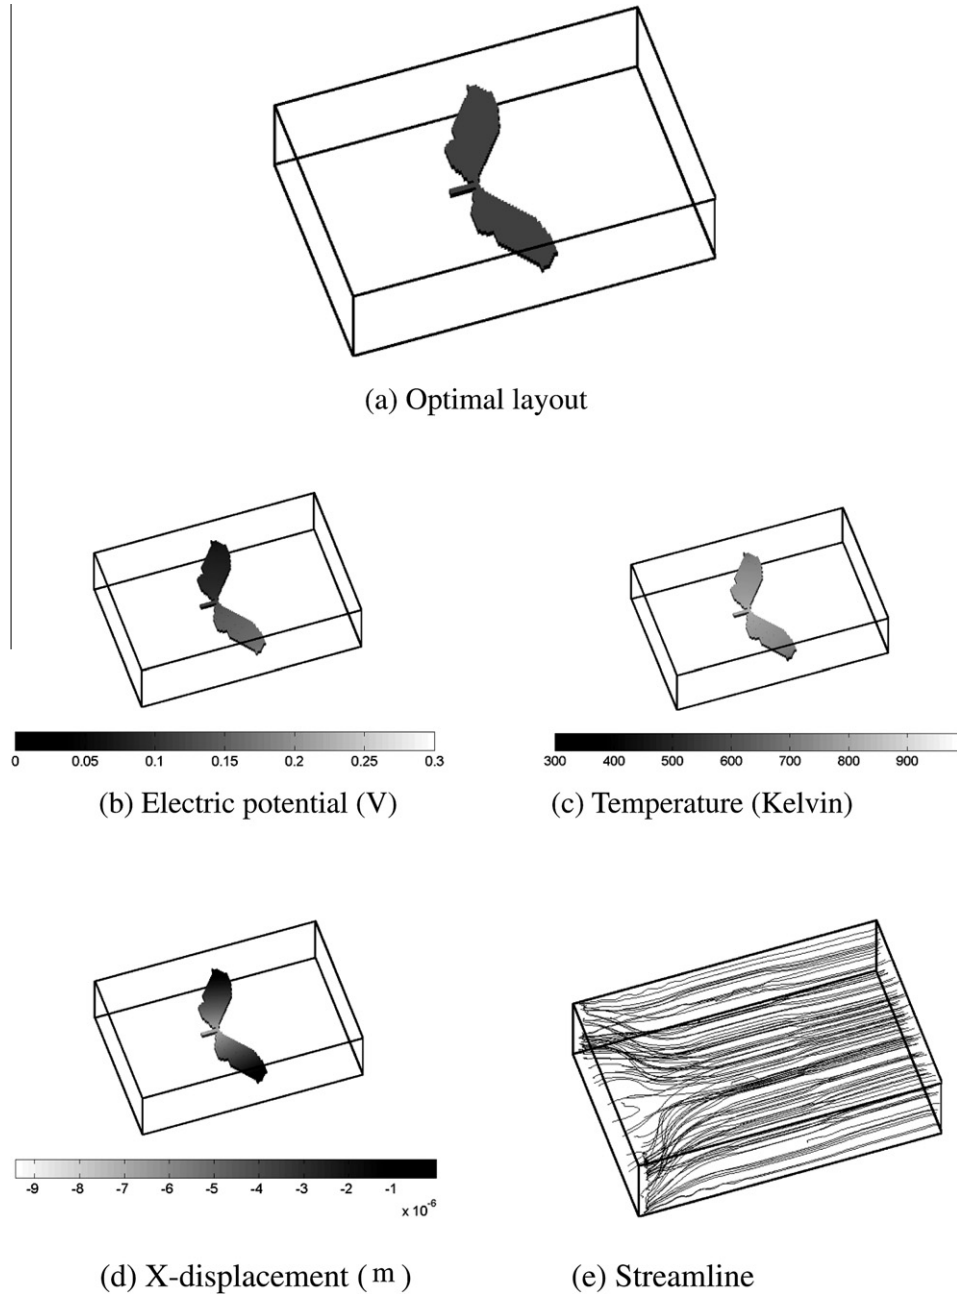 (a) Optimal layout
0 0.05 0.1 0.15 0.2 0.25 0.3
(b) Electric potential (V)
300 400 500 600 700 800 900
(c) Temperature (Kelvin)
-9 -8 -7 -6 -5 -4 -3 -2 -1
x 10⁻⁶
(d) X-displacement (m)
(e) Streamline